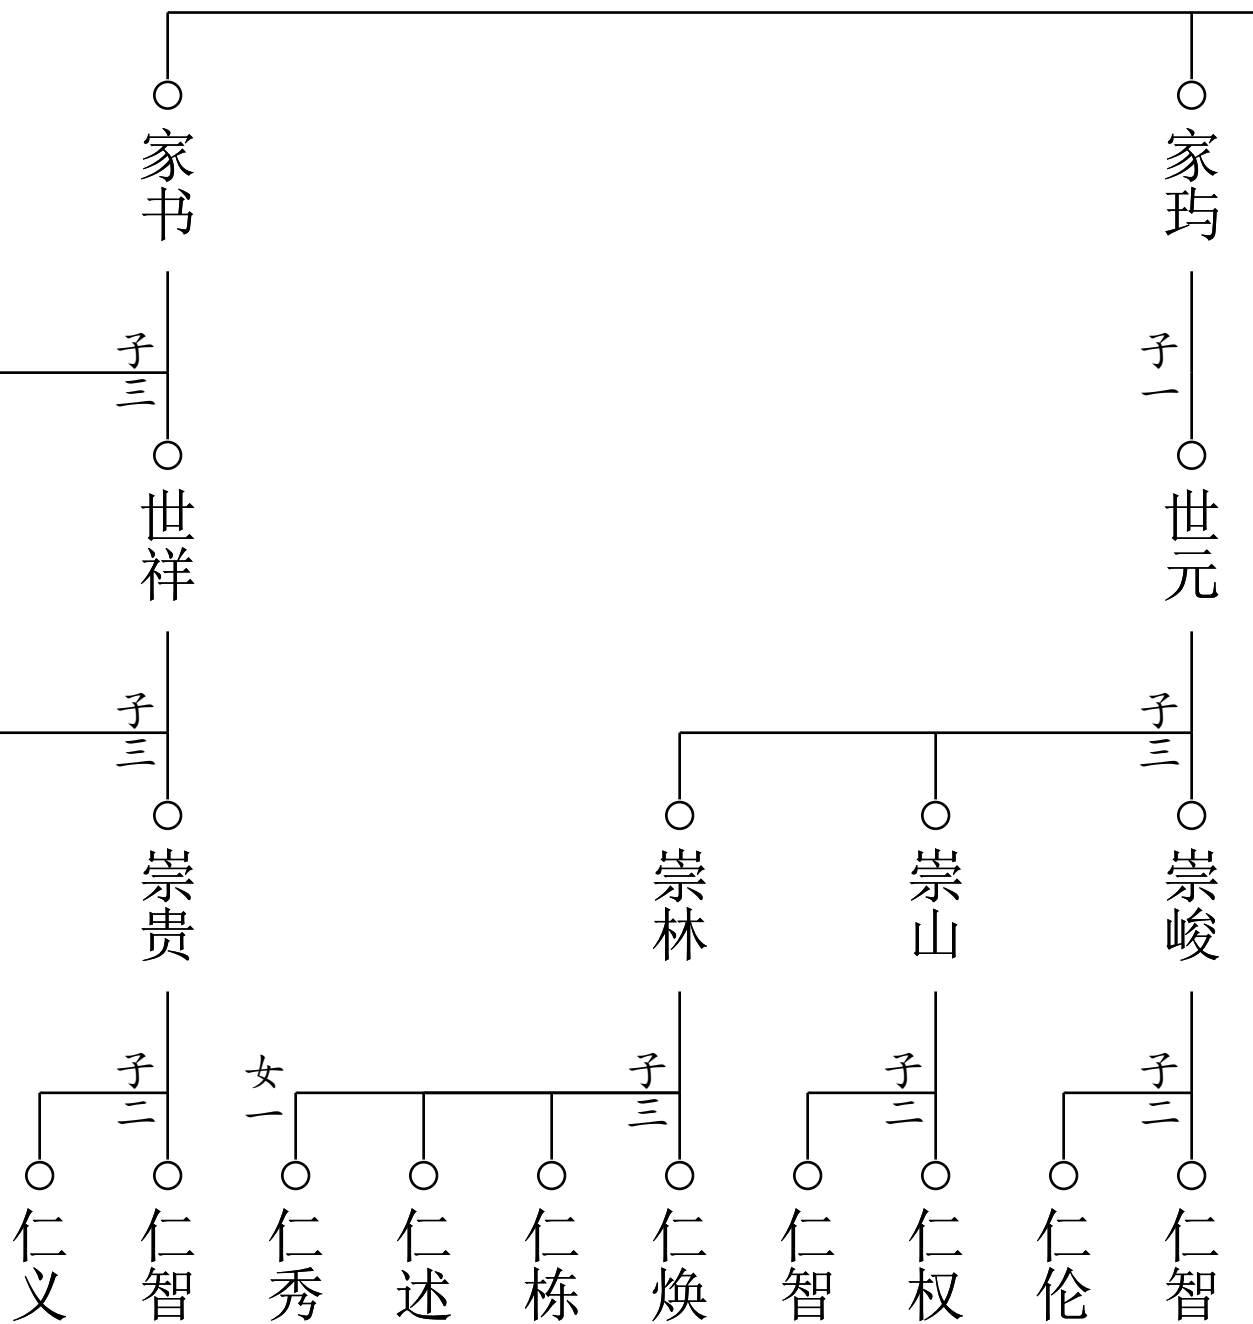 家玙
家书
子一
子三
世元
世祥
子三
子三
崇峻
崇山
崇林
崇贵
子二
子二
子三
女一
子二
仁智
仁伦
仁权
仁智
仁焕
仁栋
仁述
仁秀
仁智
仁义